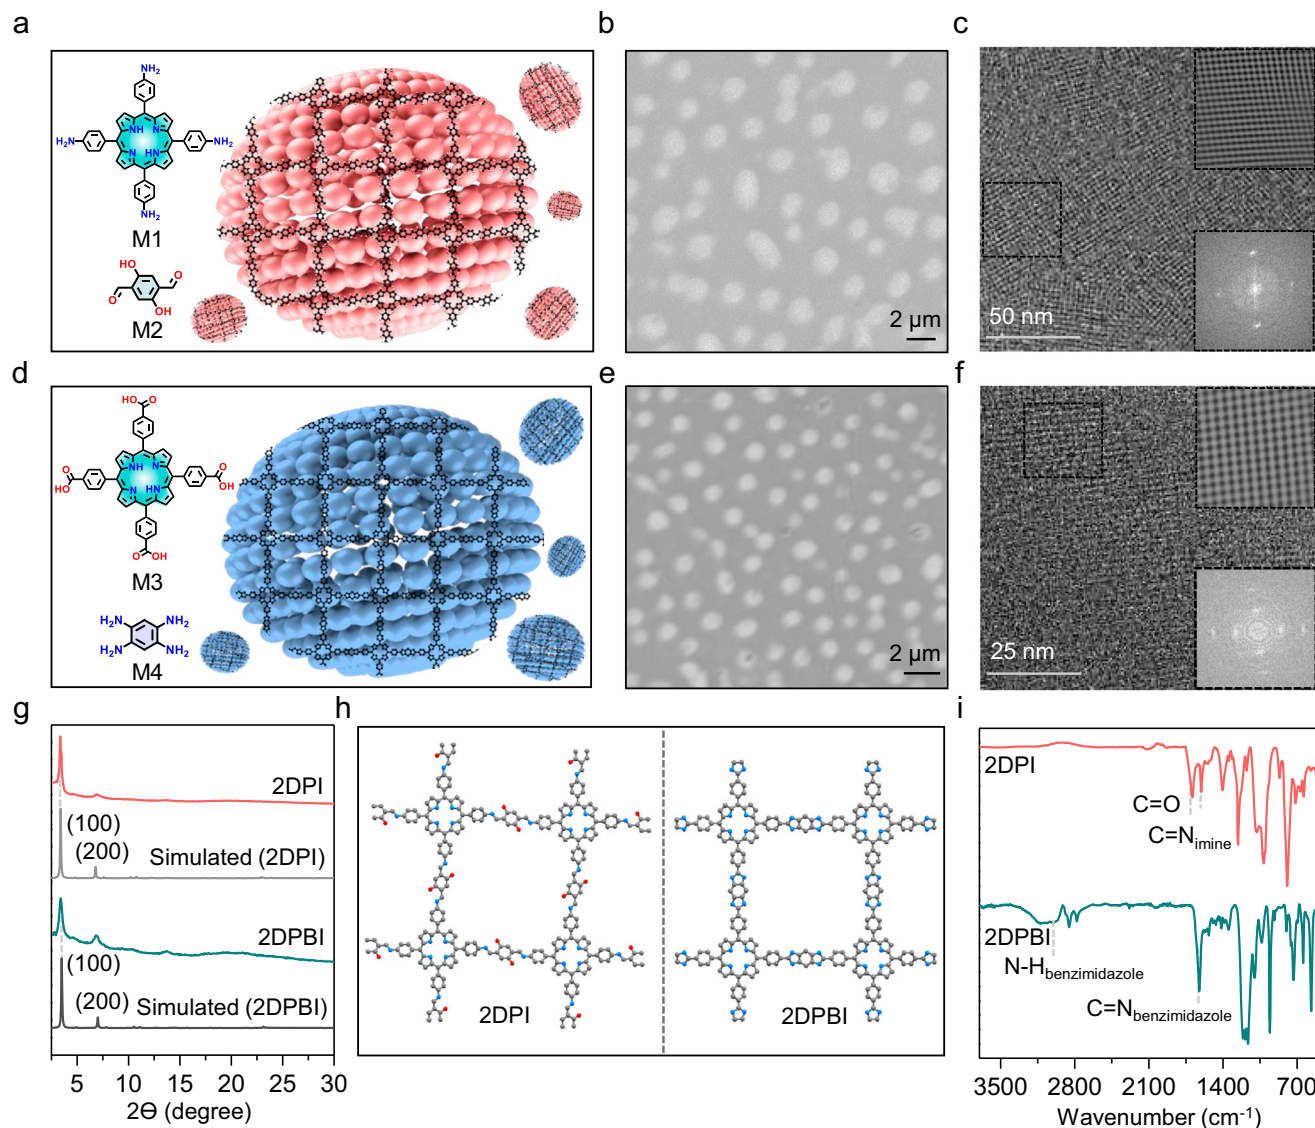 a
NH₂
NH
N
H₂N
NH₂
N
HN
NH₂
M1
HO
O
O
OH
M2
b
2 μm
c
50 nm
d
HO
O
O
HO
NH
N
O
OH
N
HN
O
OH
M3
H₂N
NH₂
H₂N
NH₂
M4
e
2 μm
f
25 nm
g
2DPI
(100)
(200)
Simulated (2DPI)
2DPBI
(100)
(200)
Simulated (2DPBI)
5
10
15
20
25
30
2Θ (degree)
h
2DPI
2DPBI
i
2DPI
C=O
C=Nimine
2DPBI
N-Hbenzimidazole
C=Nbenzimidazole
3500
2800
2100
1400
700
Wavenumber (cm⁻¹)